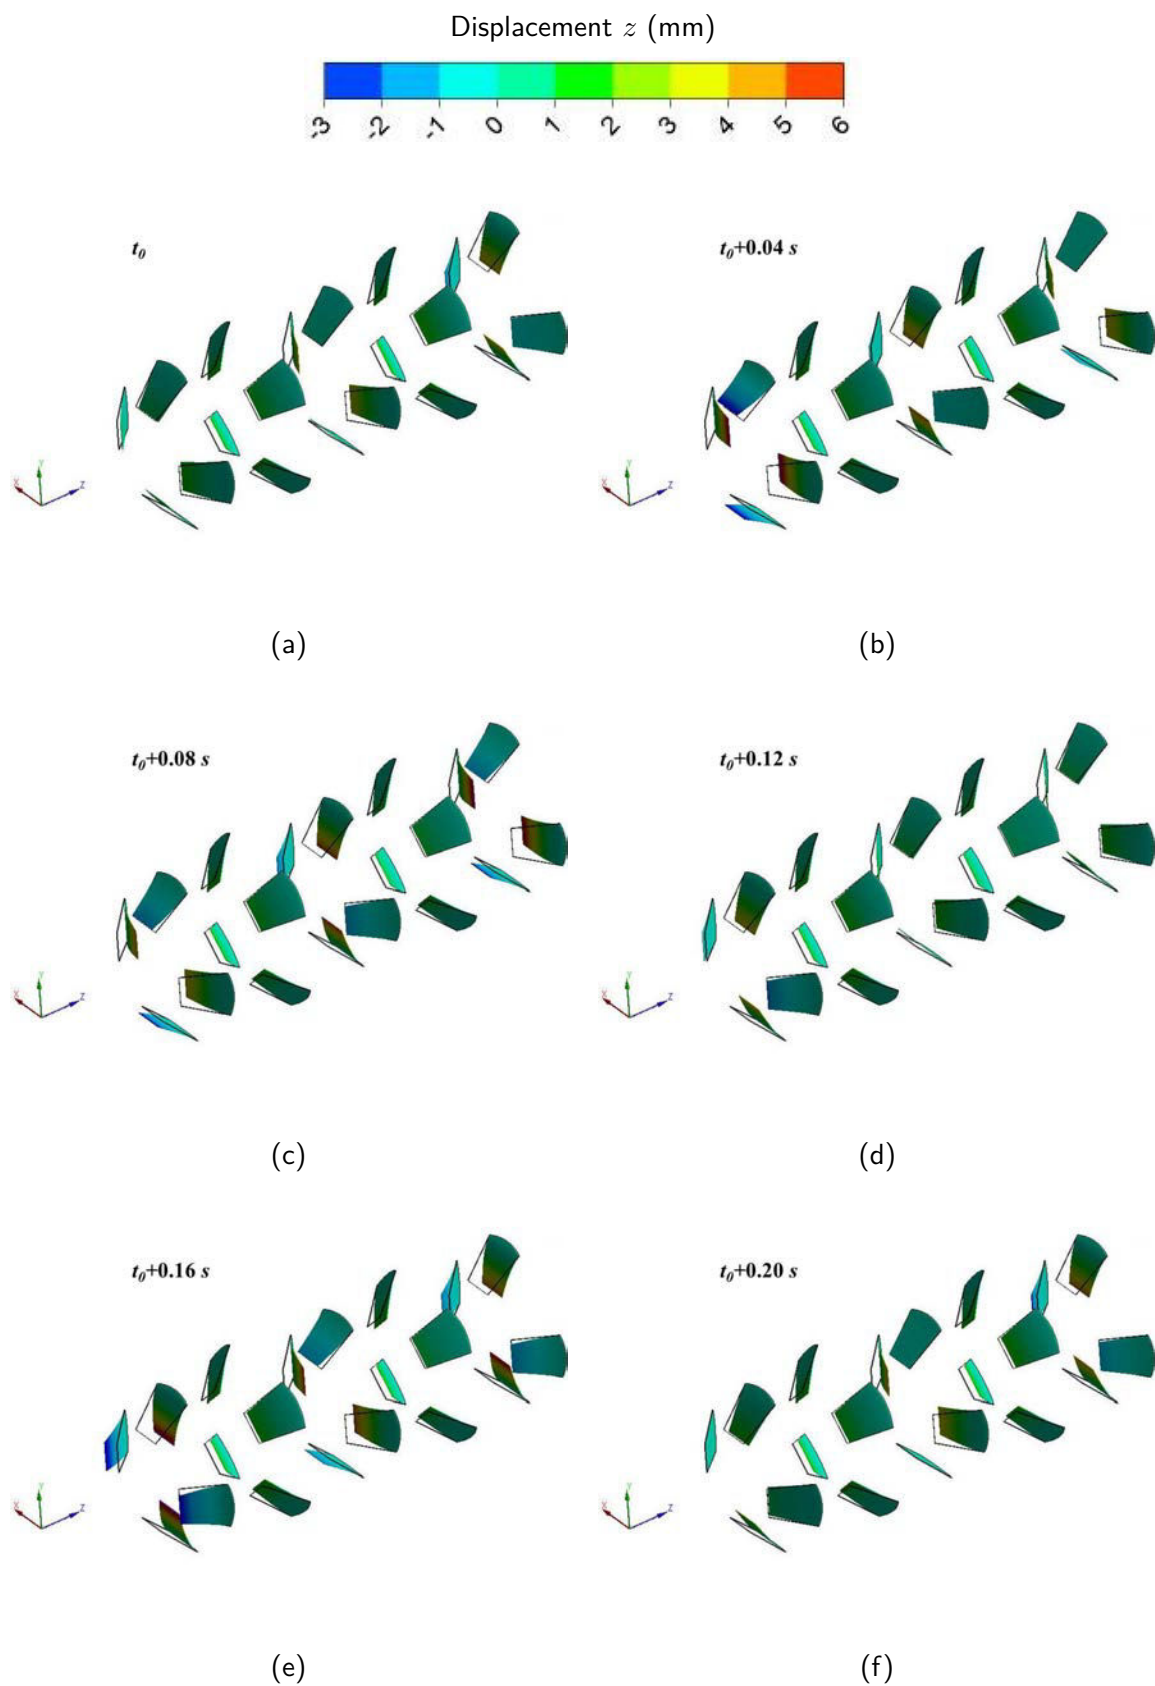 Displacement z (mm)
-3 -2 -1 0 1 2 3 4 5 6
t0
t0+0.04 s
Y
X
Z
Y
X
Z
(a)
(b)
t0+0.08 s
t0+0.12 s
Y
X
Z
Y
X
Z
(c)
(d)
t0+0.16 s
t0+0.20 s
Y
X
Z
Y
X
Z
(e)
(f)